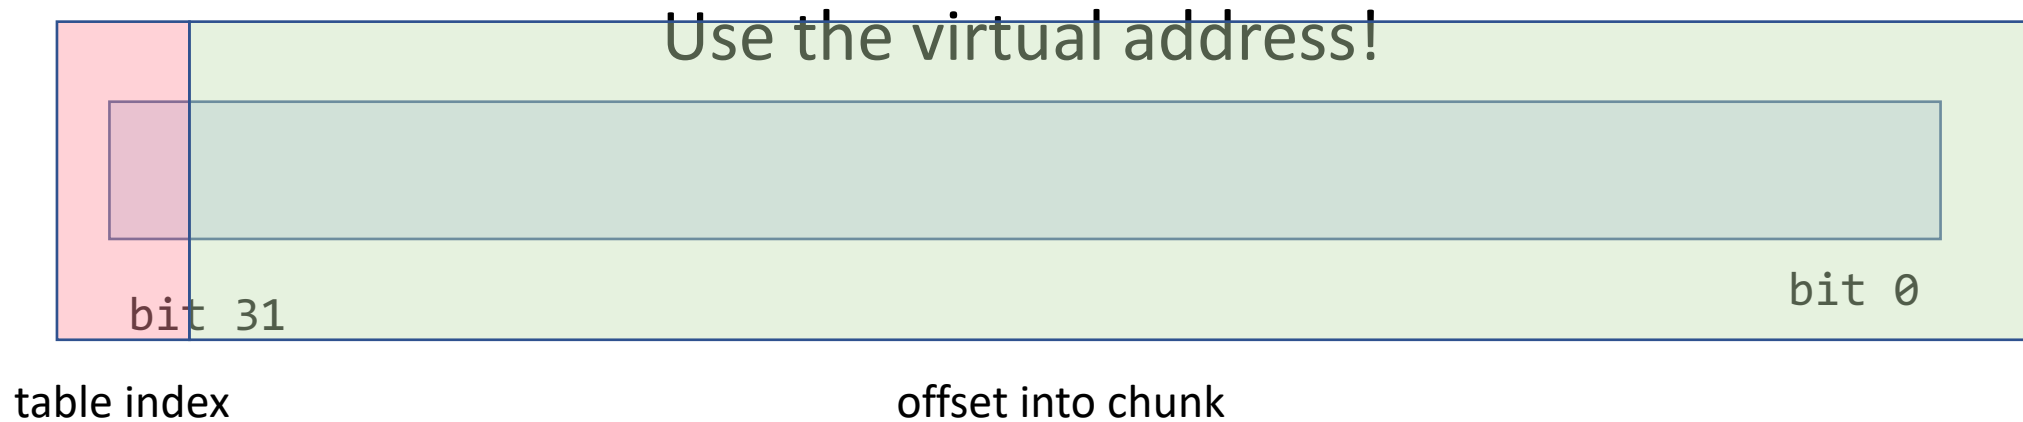 Use the virtual address!
bit 31
bit 0
table index
offset into chunk